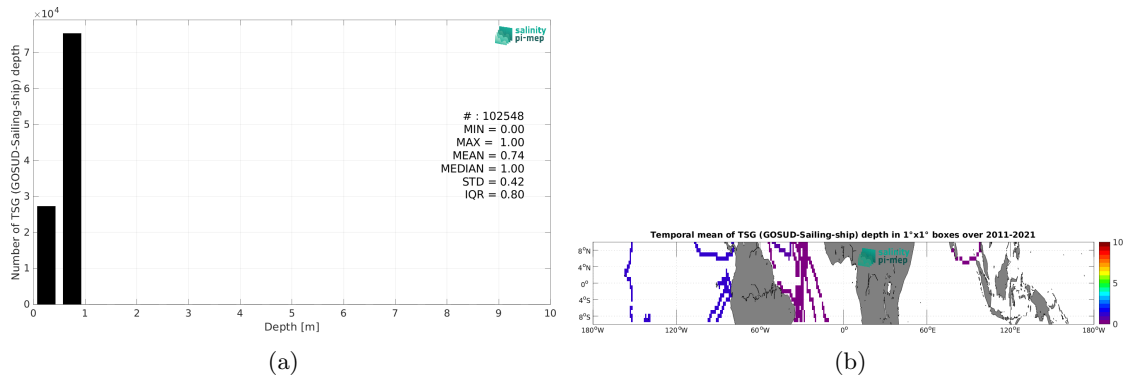 ×10⁴
Number of TSG (GOSUD-Sailing-ship) depth
7
6
5
4
3
2
1
0
salinity
pi-mep
# : 102548
MIN = 0.00
MAX = 1.00
MEAN = 0.74
MEDIAN = 1.00
STD = 0.42
IQR = 0.80
0 1 2 3 4 5 6 7 8 9 10
Depth [m]
(a)
Temporal mean of TSG (GOSUD-Sailing-ship) depth in 1°x1° boxes over 2011-2021
salinity
pi-mep
8°N
4°N
0°
4°S
8°S
180°W 120°W 60°W 0° 60°E 120°E 180°W
10
5
0
(b)